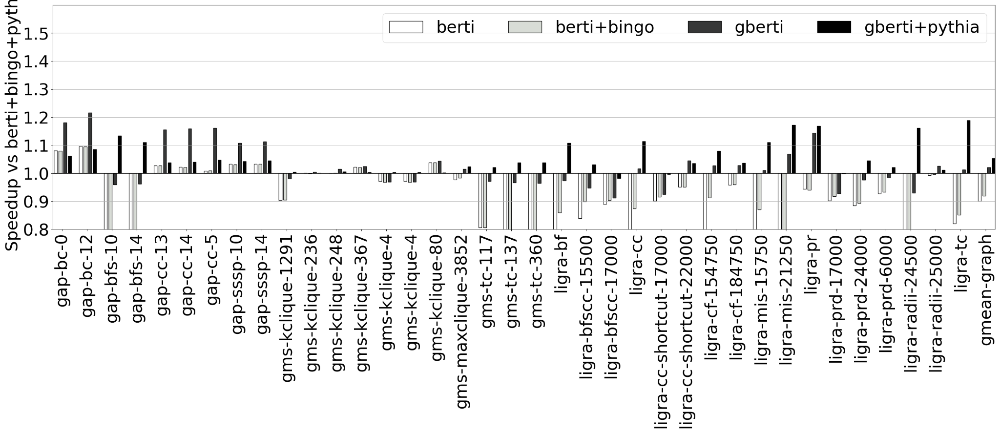 Speedup vs berti+bingo+pyth
1.5
1.4
1.3
1.2
1.1
1.0
0.9
0.8
berti
berti+bingo
gberti
gberti+pythia
gap-bc-0
gap-bc-12
gap-bfs-10
gap-bfs-14
gap-cc-13
gap-cc-14
gap-cc-5
gap-sssp-10
gap-sssp-14
gms-kclique-1291
gms-kclique-236
gms-kclique-248
gms-kclique-367
gms-kclique-4
gms-kclique-4
gms-kclique-80
gms-maxclique-3852
gms-tc-117
gms-tc-137
gms-tc-360
ligra-bf
ligra-bfscc-15500
ligra-bfscc-17000
ligra-cc
ligra-cc-shortcut-17000
ligra-cc-shortcut-22000
ligra-cf-154750
ligra-cf-184750
ligra-mis-15750
ligra-mis-21250
ligra-pr
ligra-prd-17000
ligra-prd-24000
ligra-prd-6000
ligra-radii-24500
ligra-radii-25000
ligra-tc
gmean-graph